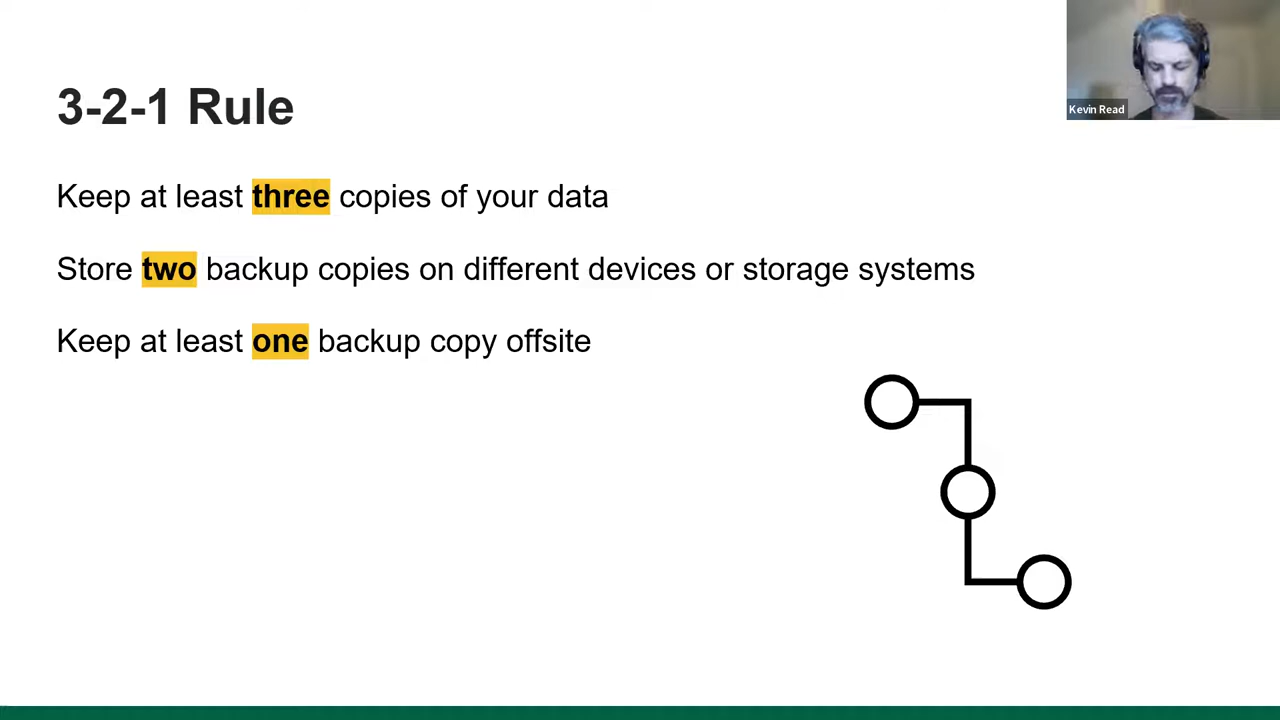 3-2-1 Rule
Keep at least three copies of your data
Store two backup copies on different devices or storage systems
Keep at least one backup copy offsite
Kevin Read